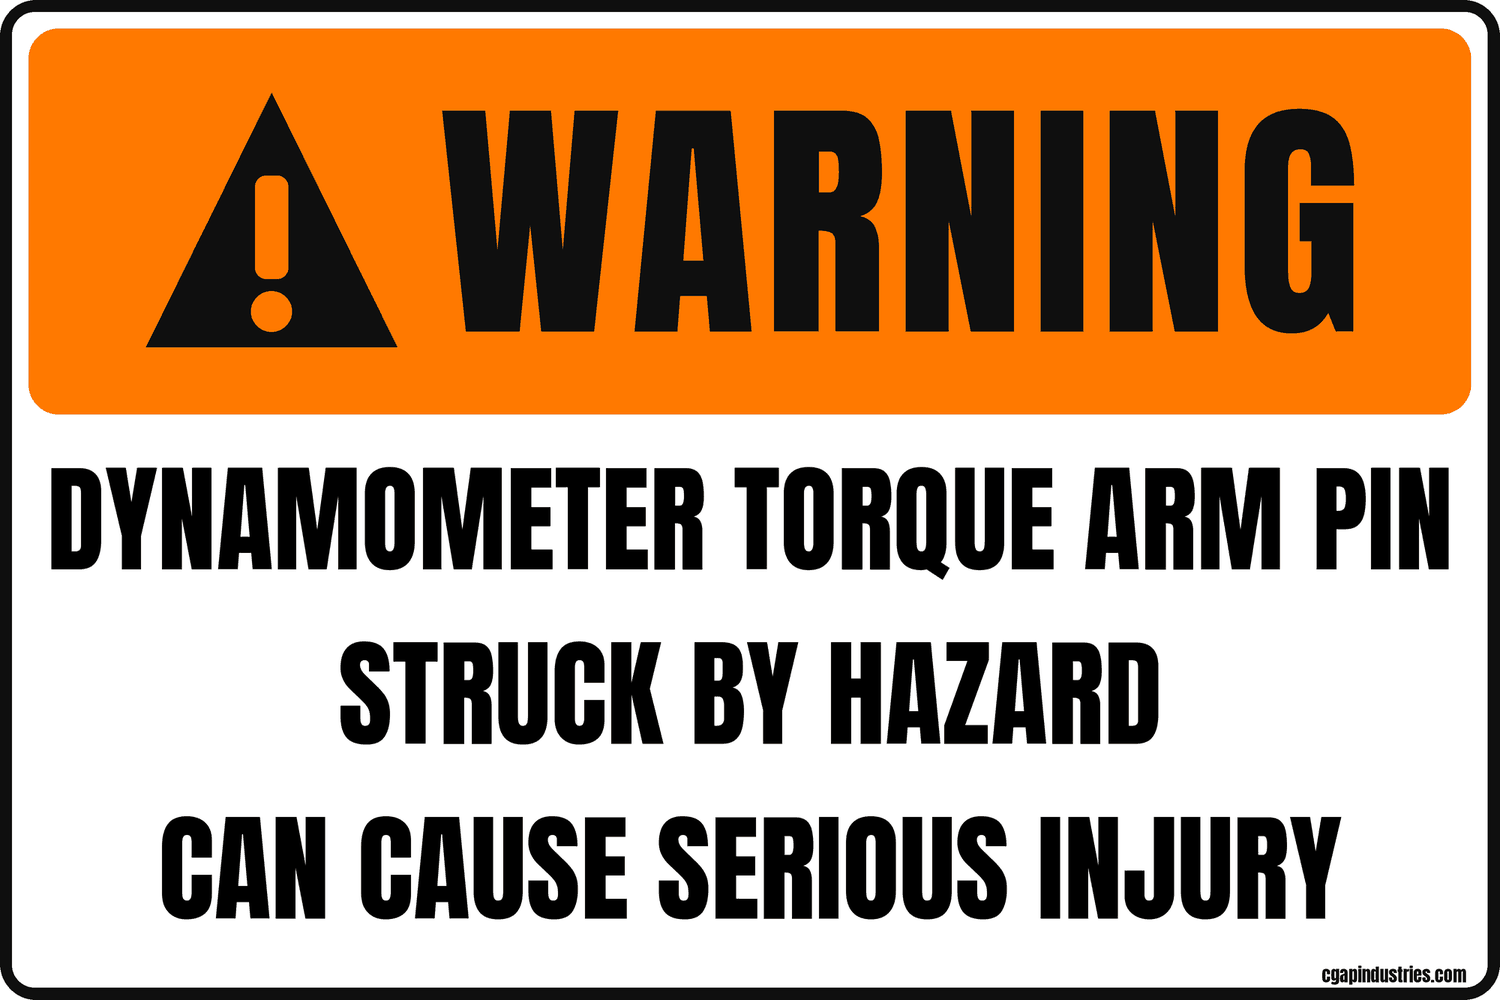 WARNING
DYNAMOMETER TORQUE ARM PIN
STRUCK BY HAZARD
CAN CAUSE SERIOUS INJURY
cgapindustries.com